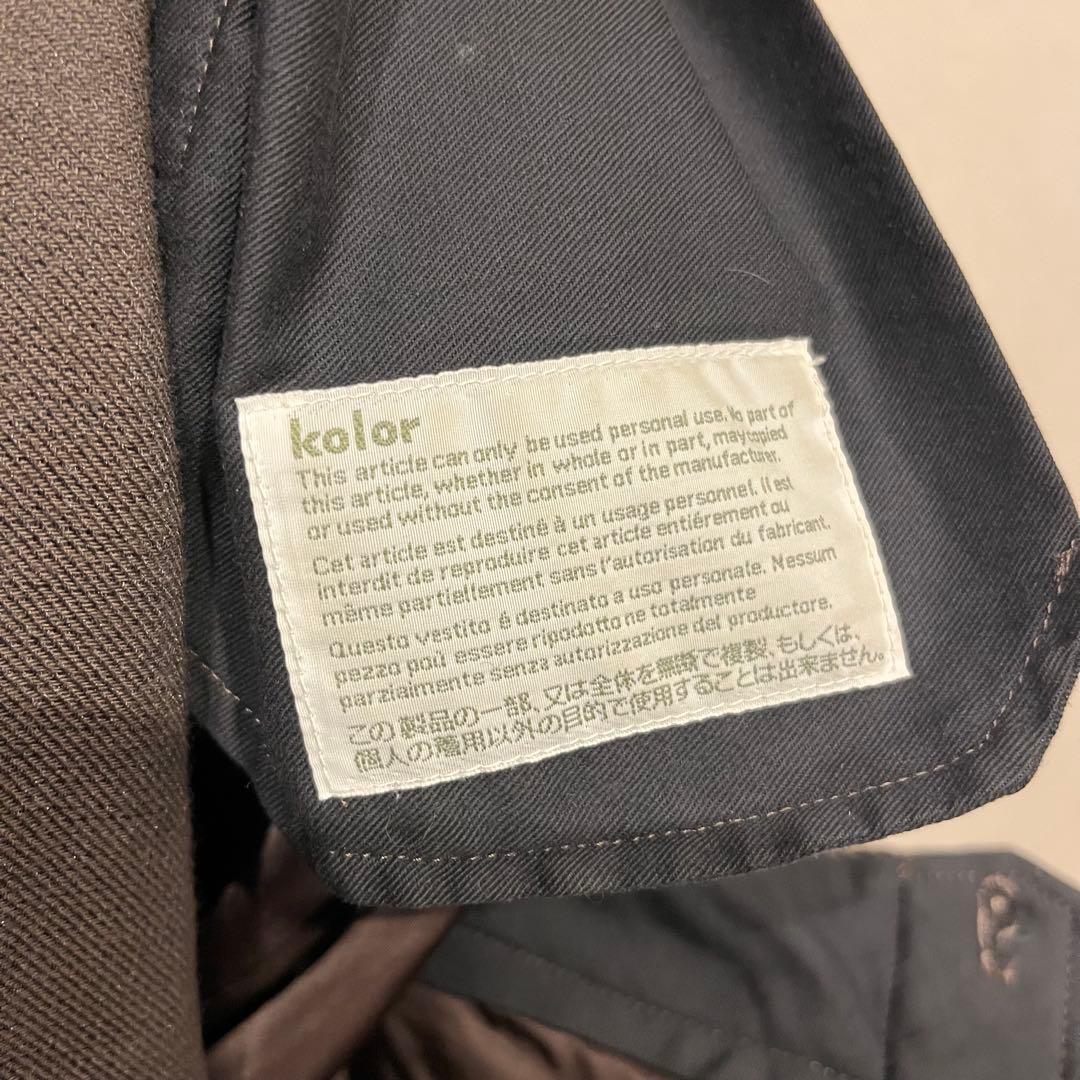 kolor
This article can only be used personal use. No part of
this article, whether in whole or in part, may copied
or used without the consent of the manufacturer.
Cet article est destiné à un usage personnel. Il est
interdit de reproduire cet article entiérement ou
même partiellement sans l'autorisation du fabricant.
Questo vestito é destinato a uso personate. Nessum
pezzo poú essere ripodotto ne totalmente
parzialmente senza autorizzazione del productore.
この製品の一部、又は全体を無断で複製、もしくは、
個人の着用以外の目的で使用することは出来ません。